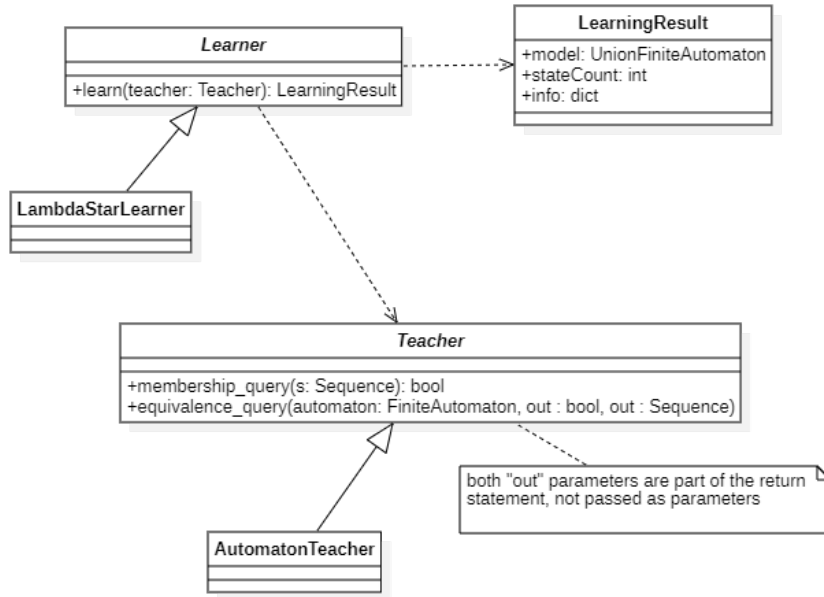 Learner
+learn(teacher: Teacher): LearningResult
LearningResult
+model: UnionFiniteAutomaton
+stateCount: int
+info: dict
LambdaStarLearner
Teacher
+membership_query(s: Sequence): bool
+equivalence_query(automaton: FiniteAutomaton, out : bool, out : Sequence)
both "out" parameters are part of the return
statement, not passed as parameters
AutomatonTeacher